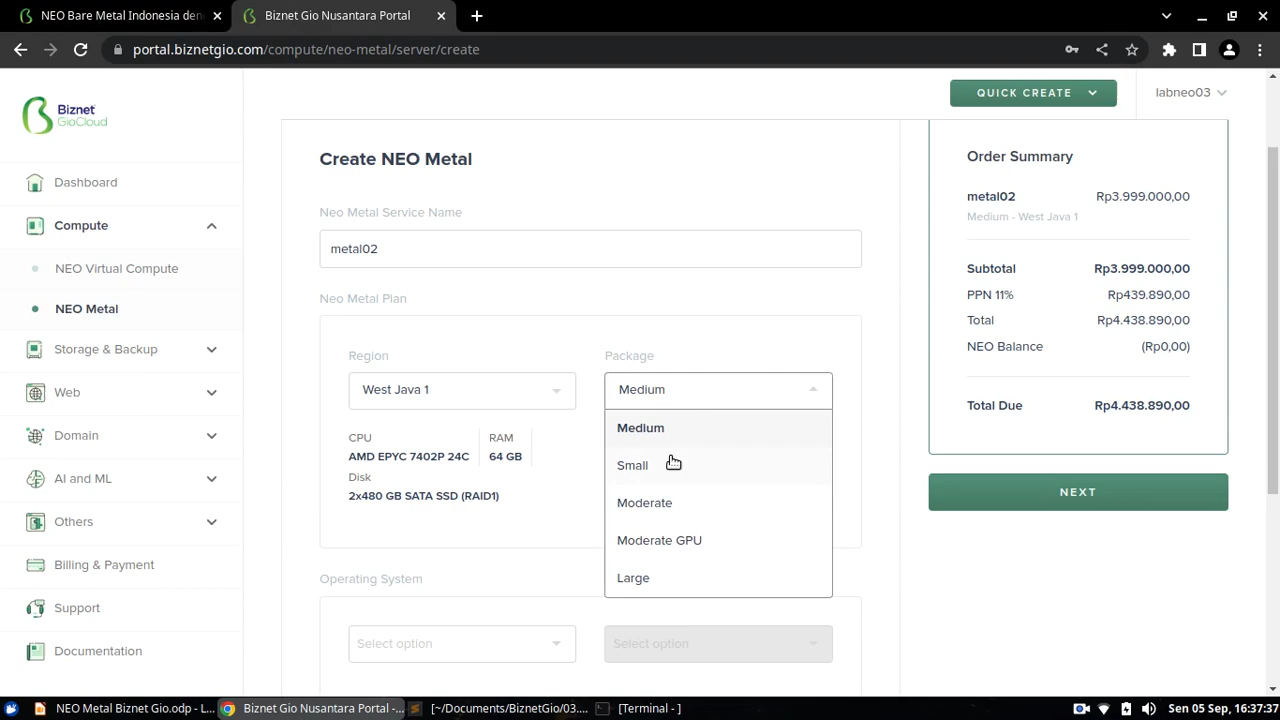 NEO Bare Metal Indonesia den
Biznet Gio Nusantara Portal
portal.biznetgio.com/compute/neo-metal/server/create
Biznet
GioCloud
QUICK CREATE
labneo03
Dashboard
Compute
NEO Virtual Compute
NEO Metal
Storage & Backup
Web
Domain
AI and ML
Others
Billing & Payment
Support
Documentation
Create NEO Metal
Neo Metal Service Name
metal02
Neo Metal Plan
Region
Package
West Java 1
Medium
CPU
RAM
AMD EPYC 7402P 24C
64 GB
Disk
2x480 GB SATA SSD (RAID1)
Medium
Small
Moderate
Moderate GPU
Large
Operating System
Select option
Select option
Order Summary
metal02 Rp3.999.000,00
Medium - West Java 1
Subtotal Rp3.999.000,00
PPN 11% Rp439.890,00
Total Rp4.438.890,00
NEO Balance (Rp0,00)
Total Due Rp4.438.890,00
NEXT
NEO Metal Biznet Gio.odp - L...
Biznet Gio Nusantara Portal -...
[~/Documents/BiznetGio/03....
[Terminal - ]
Sen 05 Sep, 16:37:37